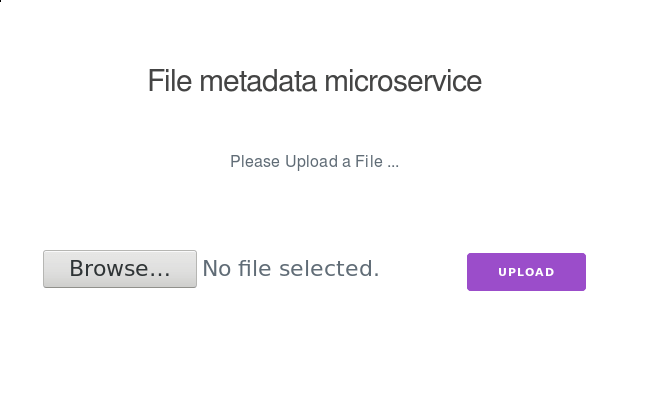 File metadata microservice
Please Upload a File ...
Browse... No file selected. UPLOAD